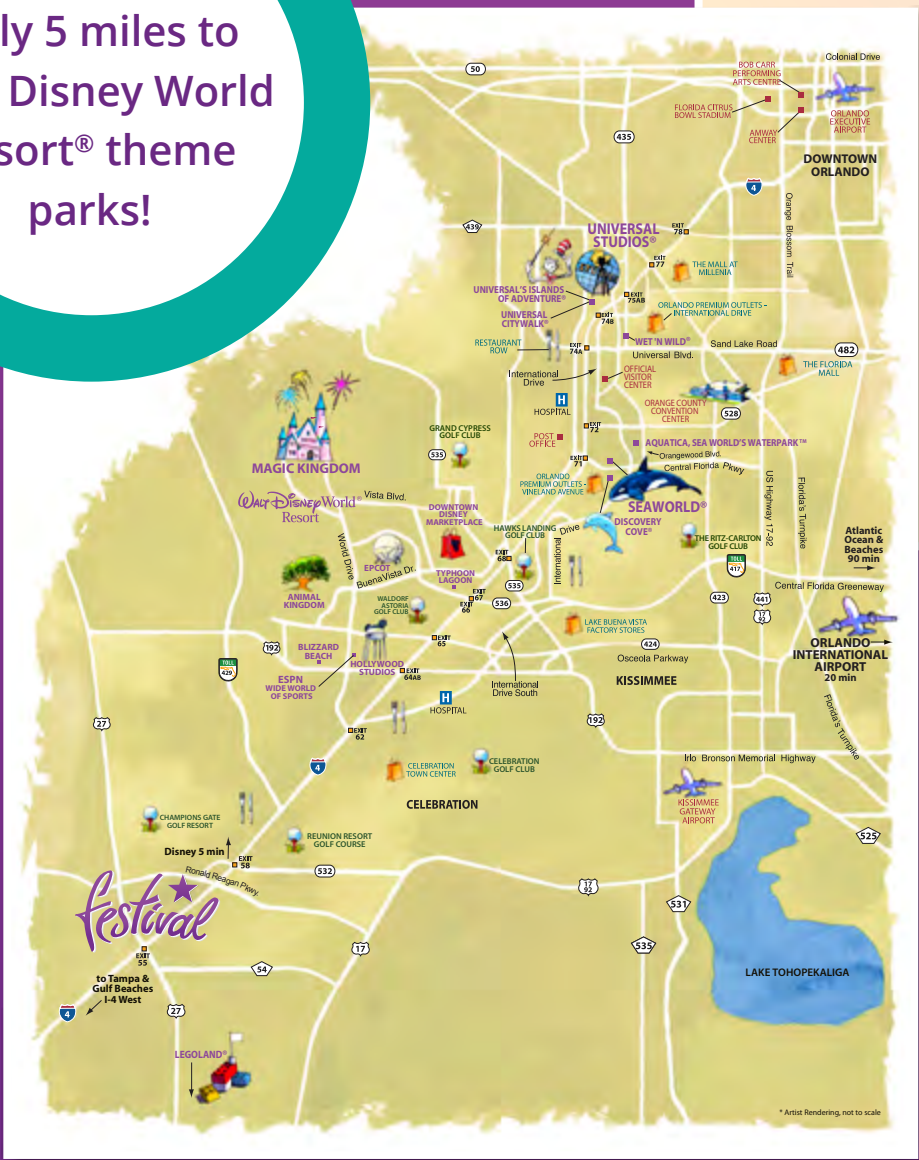 ly 5 miles to
Disney World
sort® theme
parks!
50
Colonial Drive
BOB CARR
PERFORMING
ARTS CENTRE
FLORIDA CITRUS
BOWL STADIUM
AMWAY
CENTER
ORLANDO
EXECUTIVE
AIRPORT
435
DOWNTOWN
ORLANDO
4
Orange Blossom Trail
439
UNIVERSAL
STUDIOS®
EXIT
78
EXIT
77
THE MALL AT
MILLENIA
UNIVERSAL'S ISLANDS
OF ADVENTURE®
EXIT
75AB
UNIVERSAL
CITYWALK®
EXIT
74B
ORLANDO PREMIUM OUTLETS -
INTERNATIONAL DRIVE
RESTAURANT
ROW
EXIT
74A
WET 'N WILD®
Universal Blvd.
Sand Lake Road
482
THE FLORIDA
MALL
International
Drive
OFFICIAL
VISITOR
CENTER
H
HOSPITAL
ORANGE COUNTY
CONVENTION
CENTER
528
GRAND CYPRESS
GOLF CLUB
535
POST
OFFICE
EXIT
72
EXIT
71
AQUATICA, SEA WORLD'S WATERPARK™
Orangewood Blvd.
Central Florida Pkwy
MAGIC KINGDOM
WALT DISNEY World®
Resort
Vista Blvd.
ORLANDO
PREMIUM OUTLETS -
VINELAND AVENUE
SEAWORLD®
DISCOVERY
COVE®
US Highway 17-92
Florida's Turnpike
DOWNTOWN
DISNEY
MARKETPLACE
HAWKS LANDING
GOLF CLUB
International Drive
THE RITZ-CARLTON
GOLF CLUB
Atlantic
Ocean &
Beaches
90 min
World Drive
EPCOT
Buena Vista Dr.
EXIT
68
TYPHOON
LAGOON
535
TOLL
417
Central Florida Greenway
ANIMAL
KINGDOM
WALDORF
ASTORIA
GOLF CLUB
EXIT
67
EXIT
66
536
423
441
17
92
LAKE BUENA VISTA
FACTORY STORES
EXIT
65
192
424
Osceola Parkway
ORLANDO
INTERNATIONAL
AIRPORT
20 min
BLIZZARD
BEACH
HOLLYWOOD
STUDIOS
TOLL
429
ESPN
WIDE WORLD
OF SPORTS
EXIT
64AB
International
Drive South
KISSIMMEE
H
HOSPITAL
27
192
Florida's Turnpike
EXIT
62
4
Irlo Bronson Memorial Highway
CELEBRATION
TOWN CENTER
CELEBRATION
GOLF CLUB
KISSIMMEE
GATEWAY
AIRPORT
CELEBRATION
CHAMPIONS GATE
GOLF RESORT
REUNION RESORT
GOLF COURSE
525
Disney 5 min
EXIT
58
532
Ronald Reagan Pkwy.
17
92
festival
531
535
17
EXIT
55
54
to Tampa &
Gulf Beaches
I-4 West
LAKE TOHOPEKALIGA
4
27
LEGOLAND®
* Artist Rendering, not to scale